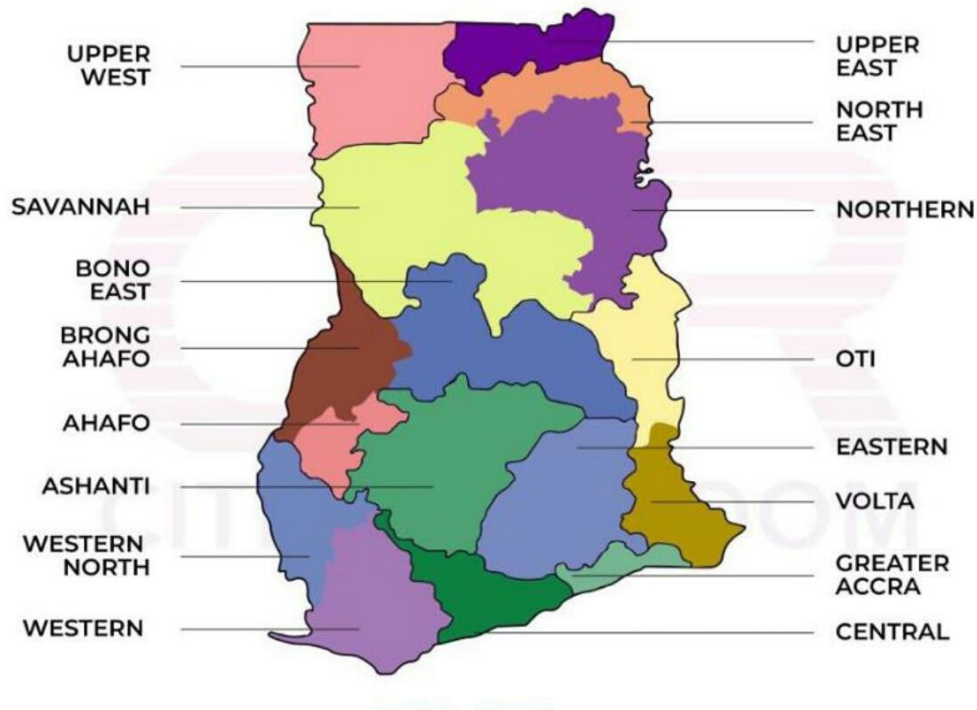 UPPER
WEST
SAVANNAH
BONO
EAST
BRONG
AHAFO
AHAFO
ASHANTI
WESTERN
NORTH
WESTERN
UPPER
EAST
NORTH
EAST
NORTHERN
OTI
EASTERN
VOLTA
GREATER
ACCRA
CENTRAL